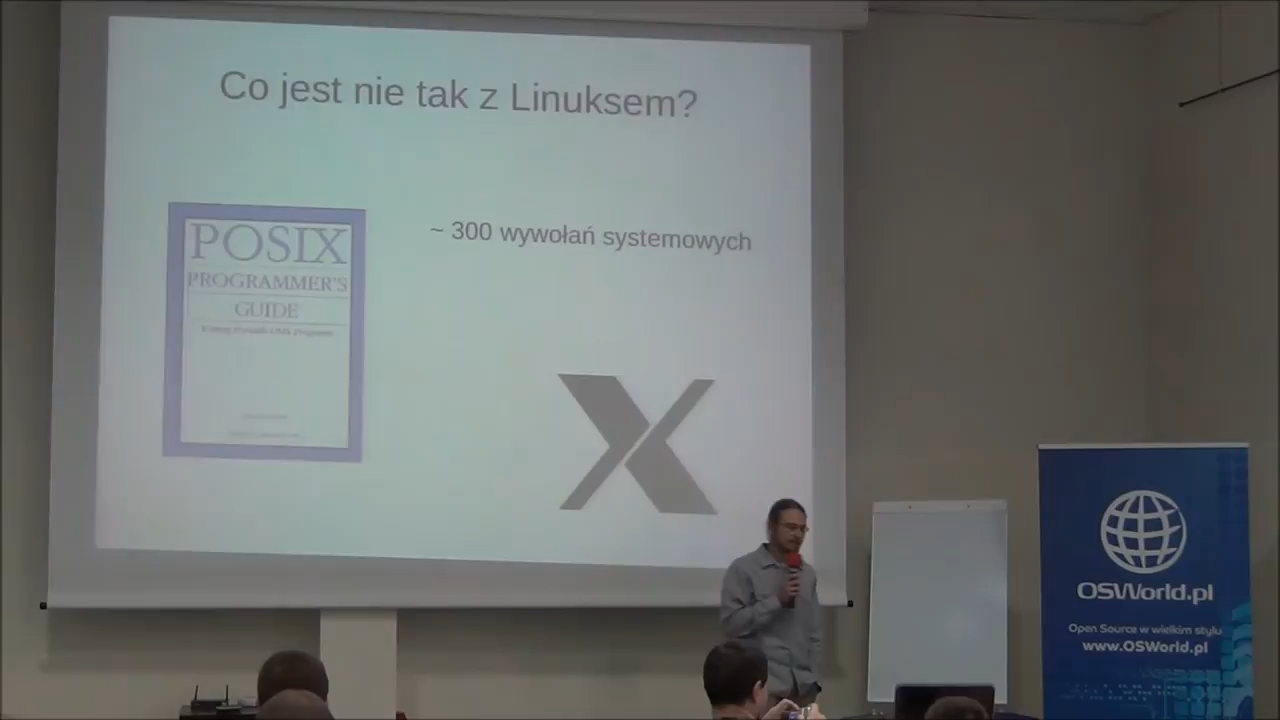 Co jest nie tak z Linuksem?
POSIX
PROGRAMMER'S
GUIDE
~ 300 wywołań systemowych
OSWorld.pl
Open Source w wielkim stylu
www.OSWorld.pl